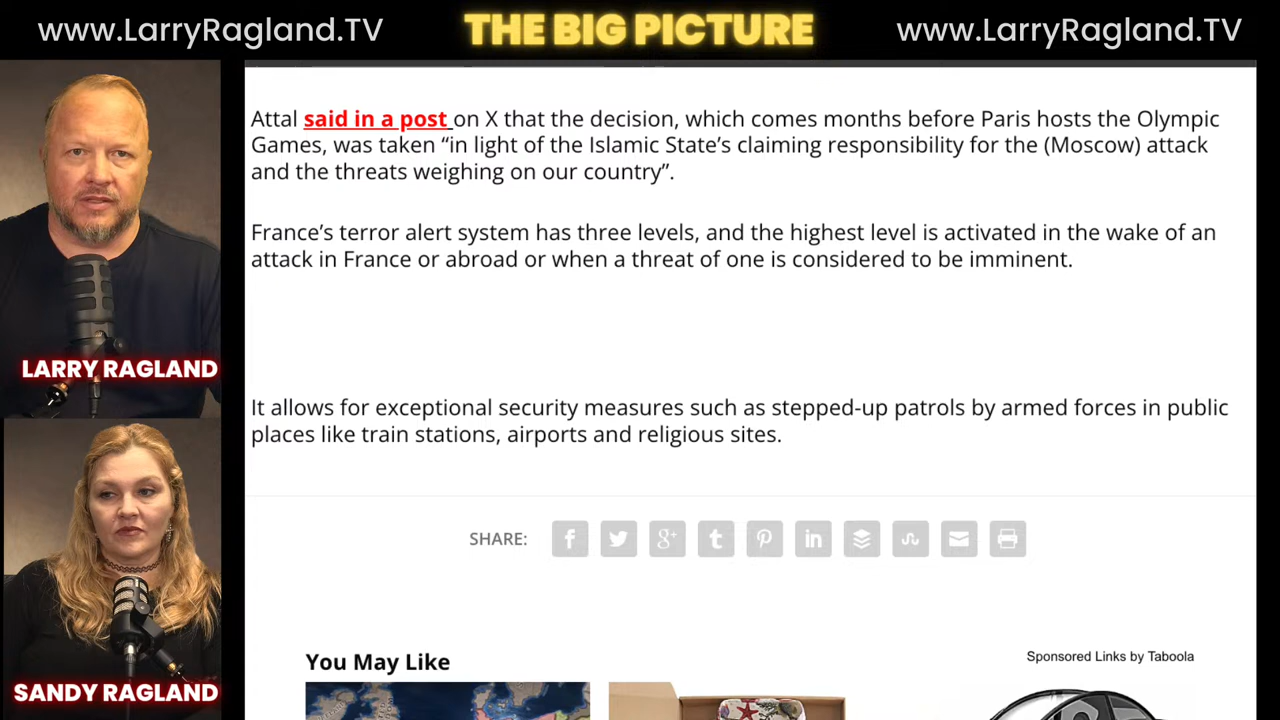 www.LarryRagland.TV
THE BIG PICTURE
www.LarryRagland.TV
Attal said in a post on X that the decision, which comes months before Paris hosts the Olympic
Games, was taken “in light of the Islamic State’s claiming responsibility for the (Moscow) attack
and the threats weighing on our country”.
France’s terror alert system has three levels, and the highest level is activated in the wake of an
attack in France or abroad or when a threat of one is considered to be imminent.
LARRY RAGLAND
It allows for exceptional security measures such as stepped-up patrols by armed forces in public
places like train stations, airports and religious sites.
SHARE:
You May Like
Sponsored Links by Taboola
SANDY RAGLAND